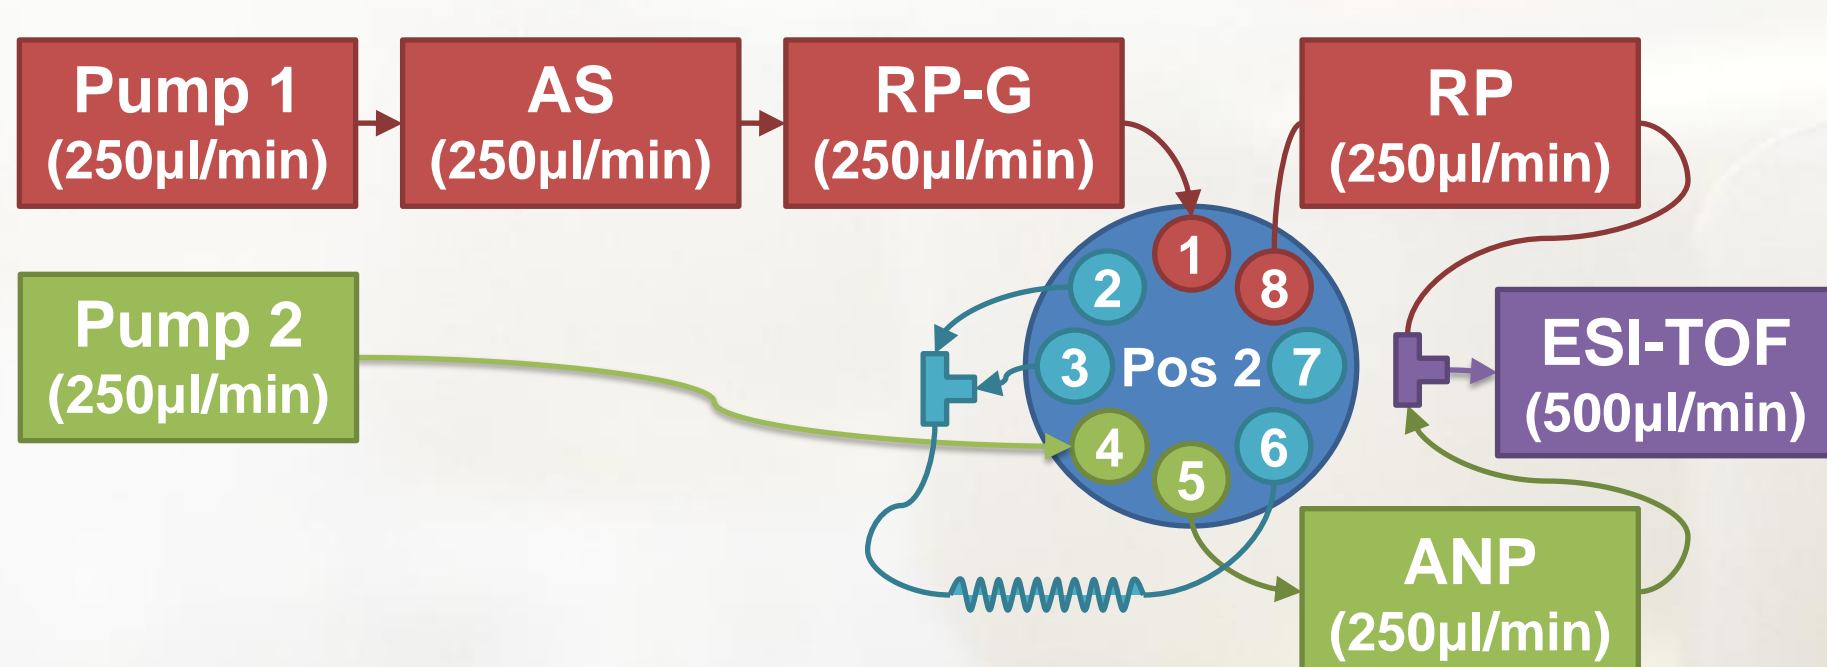 Pump 1
(250µl/min)
AS
(250µl/min)
RP-G
(250µl/min)
RP
(250µl/min)
1
2
8
3
Pos 2
7
4
6
5
Pump 2
(250µl/min)
ESI-TOF
(500µl/min)
ANP
(250µl/min)